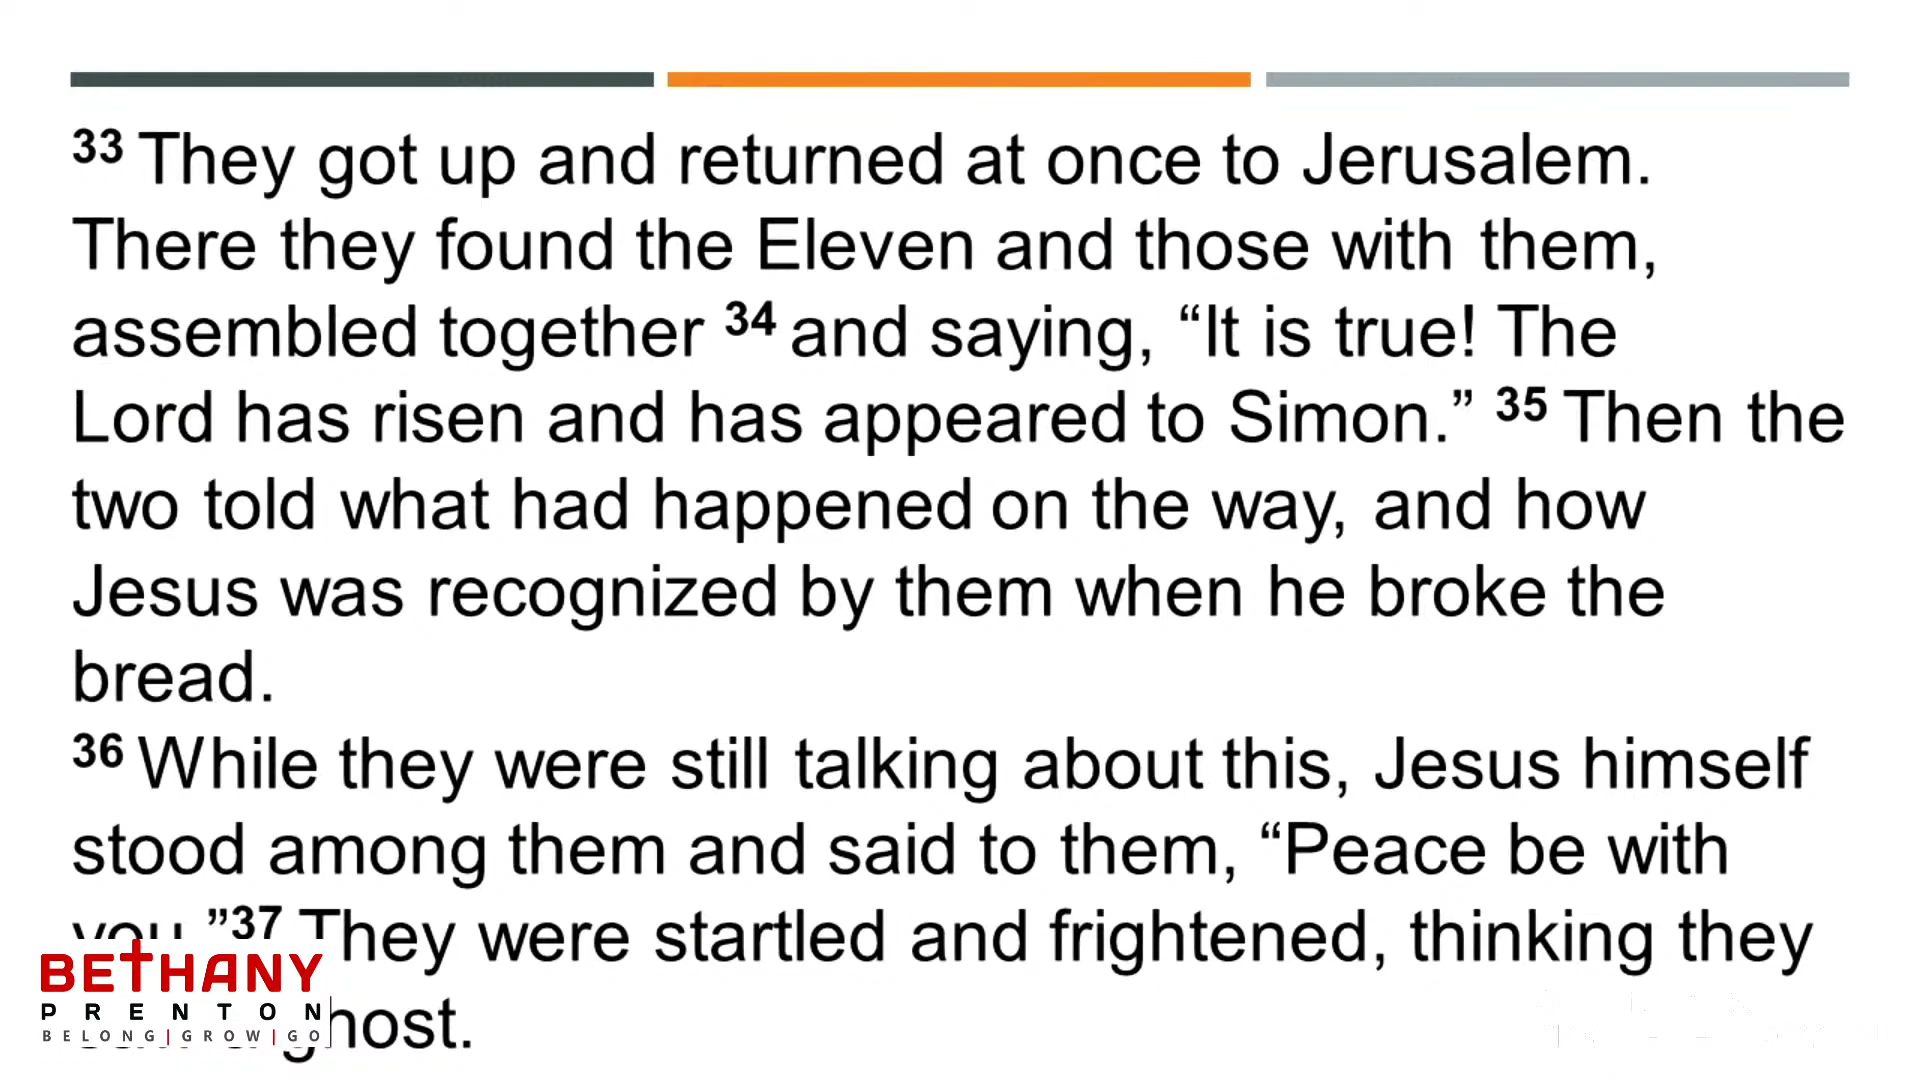 33 They got up and returned at once to Jerusalem.
There they found the Eleven and those with them,
assembled together 34 and saying, “It is true! The
Lord has risen and has appeared to Simon.” 35 Then the
two told what had happened on the way, and how
Jesus was recognized by them when he broke the
bread.
36 While they were still talking about this, Jesus himself
stood among them and said to them, “Peace be with
you.”37 They were startled and frightened, thinking they
host.
BETHANY
PRENTON
BELONG|GROW|GO